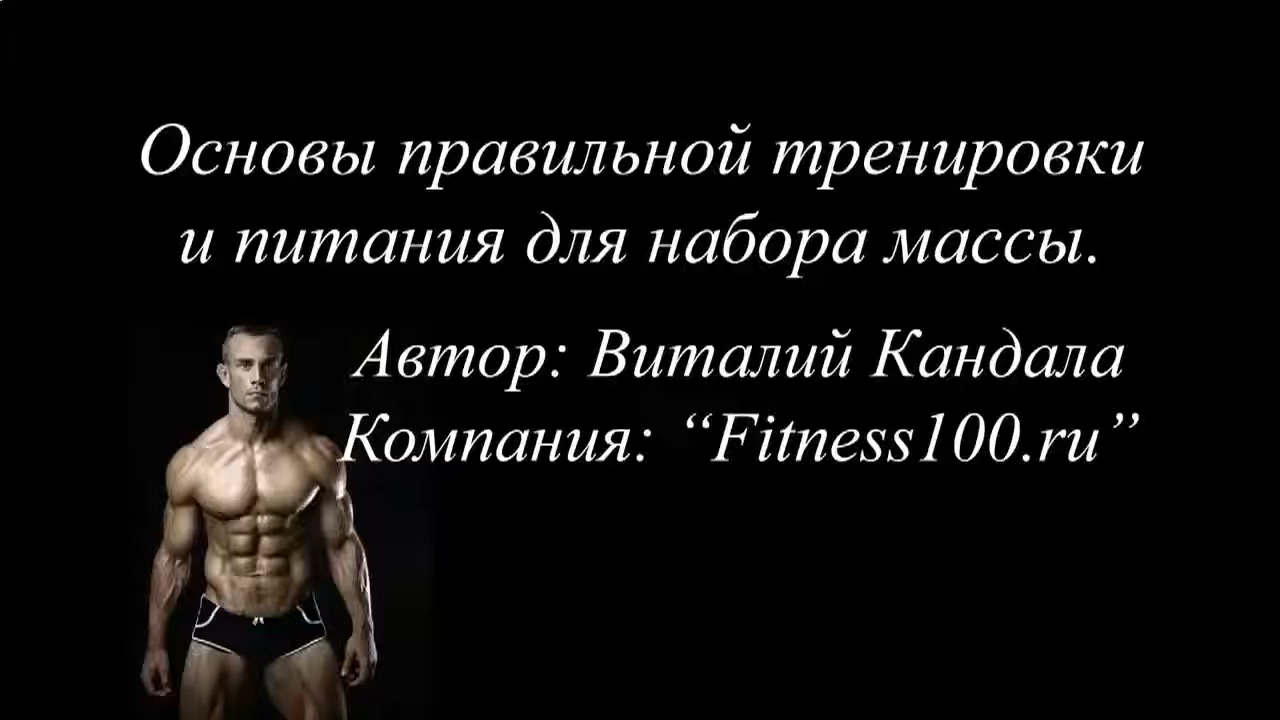 Основы правильной тренировки
и питания для набора массы.
Автор: Виталий Кандала
Компания: “Fitness100.ru”